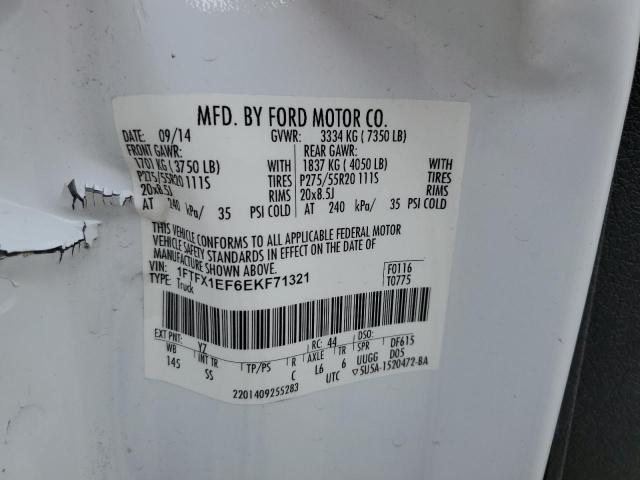 MFD. BY FORD MOTOR CO.
DATE: 09/14 GVWR: 3334 KG ( 7350 LB)
FRONT GAWR: REAR GAWR:
1701 KG ( 3750 LB) WITH 1837 KG ( 4050 LB) WITH
P275/55R20 111S TIRES P275/55R20 111S TIRES
20x8.5J RIMS 20x8.5J RIMS
AT 240 kPa/ 35 PSI COLD AT 240 kPa/ 35 PSI COLD
THIS VEHICLE CONFORMS TO ALL APPLICABLE FEDERAL MOTOR
VEHICLE SAFETY STANDARDS IN EFFECT ON THE DATE OF
MANUFACTURE SHOWN ABOVE.
VIN: 1FTFX1EF6EKF71321 F0116
TYPE: Truck T0775
EXT PNT: YZ RC: 44 DSO:
WB INT TR TP/PS R AXLE TR SPR DF615
145 SS C L6 6 UUGG D05
UTC ▽5U5A-1520472-BA
2201409255283